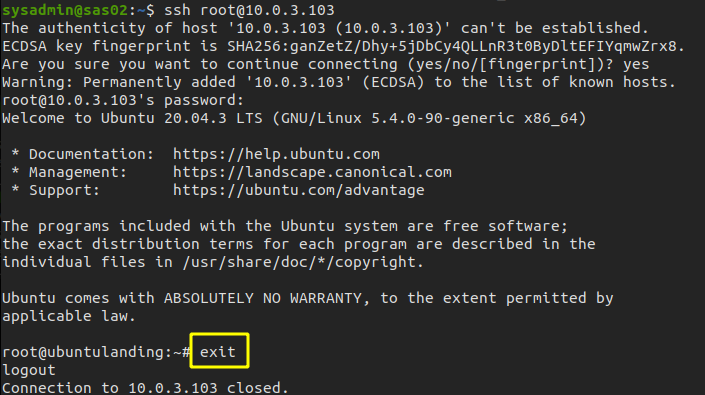 sysadmin@sas02:~$ ssh root@10.0.3.103
The authenticity of host '10.0.3.103 (10.0.3.103)' can't be established.
ECDSA key fingerprint is SHA256:ganZetZ/Dhy+5jDbCy4QLLnR3t0ByDltEFIYqmwZrx8.
Are you sure you want to continue connecting (yes/no/[fingerprint])? yes
Warning: Permanently added '10.0.3.103' (ECDSA) to the list of known hosts.
root@10.0.3.103's password:
Welcome to Ubuntu 20.04.3 LTS (GNU/Linux 5.4.0-90-generic x86_64)

 * Documentation:  https://help.ubuntu.com
 * Management:     https://landscape.canonical.com
 * Support:        https://ubuntu.com/advantage

The programs included with the Ubuntu system are free software;
the exact distribution terms for each program are described in the
individual files in /usr/share/doc/*/copyright.

Ubuntu comes with ABSOLUTELY NO WARRANTY, to the extent permitted by
applicable law.

root@ubuntulanding:~# exit
logout
Connection to 10.0.3.103 closed.